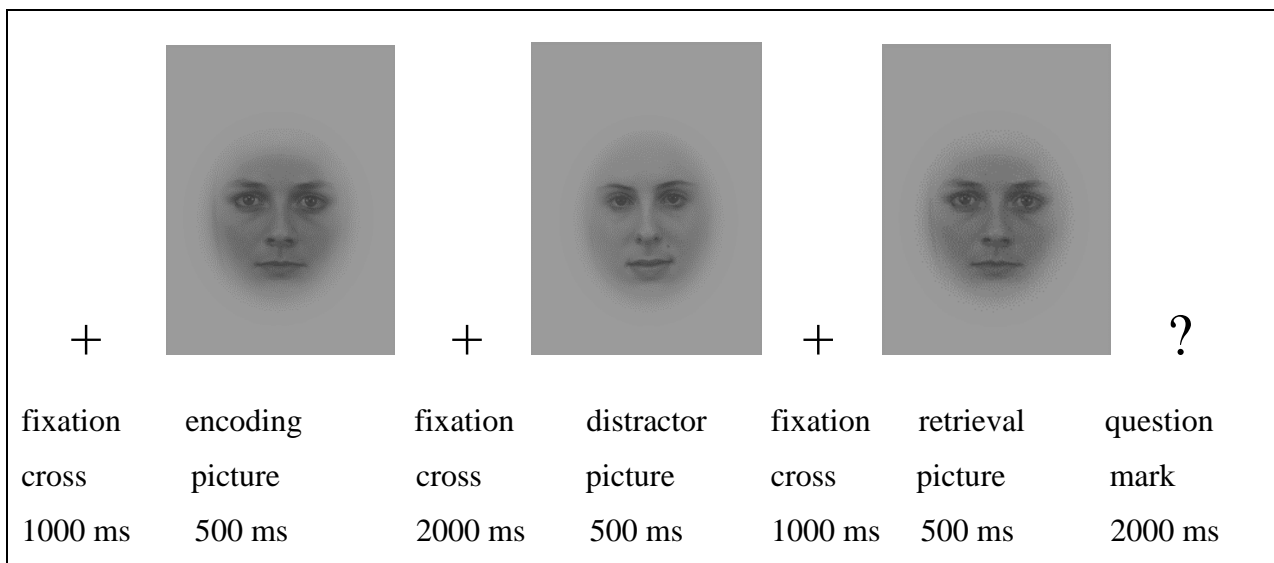 + + + ?
fixation encoding fixation distractor fixation retrieval question
cross picture cross picture cross picture mark
1000 ms 500 ms 2000 ms 500 ms 1000 ms 500 ms 2000 ms